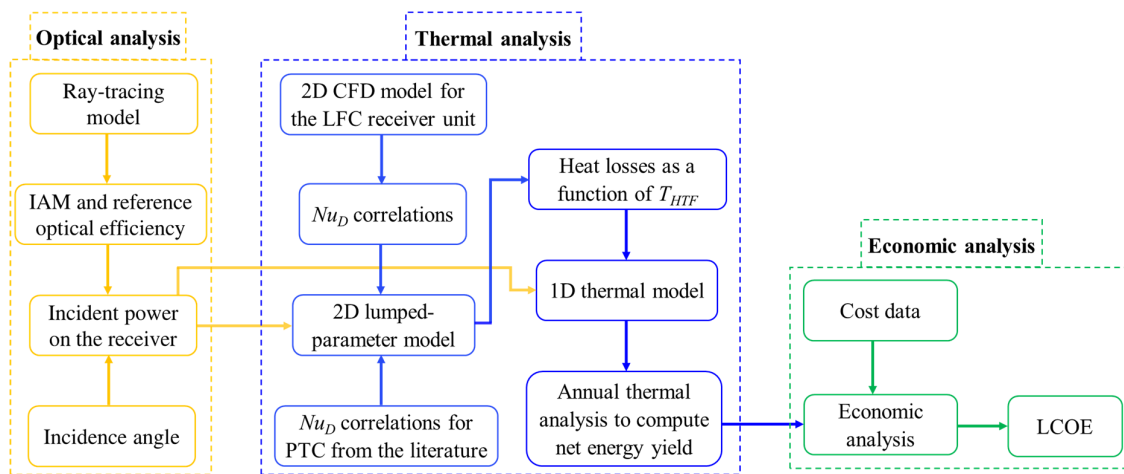 Optical analysis
Ray-tracing
model
IAM and reference
optical efficiency
Incident power
on the receiver
Incidence angle
Thermal analysis
2D CFD model for
the LFC receiver unit
Nu_D correlations
2D lumped-
parameter model
Nu_D correlations for
PTC from the literature
Heat losses as a
function of T_HTF
1D thermal model
Annual thermal
analysis to compute
net energy yield
Economic analysis
Cost data
Economic
analysis
LCOE